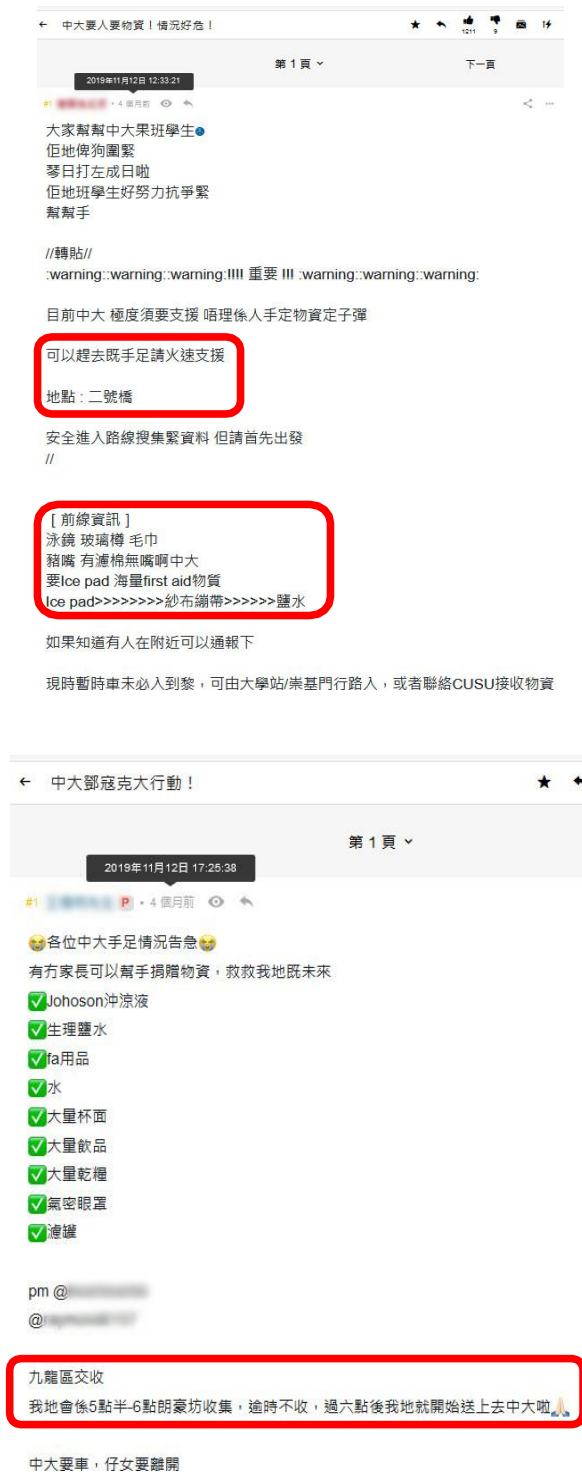 中大要人要物資！情況好危！
1211
9
第 1 頁
下一頁
2019年11月12日 12:33:21
#1
• 4 個月前
大家幫幫中大果班學生
佢地俾狗圍緊
琴日打左成日啦
佢地班學生好努力抗爭緊
幫幫手
//轉貼//
:warning::warning::warning:!!!! 重要 !!! :warning::warning::warning:
目前中大 極度須要支援 唔理係人手定物資定子彈
可以趕去既手足請火速支援
地點 : 二號橋
安全進入路線搜集緊資料 但請首先出發
//
[ 前線資訊 ]
泳鏡 玻璃樽 毛巾
豬嘴 有濾棉無嘴啊中大
要Ice pad 海量first aid物質
Ice pad>>>>>>>>紗布繃帶>>>>>>鹽水
如果知道有人在附近可以通報下
現時暫時車未必入到黎，可由大學站/崇基門行路入，或者聯絡CUSU接收物資
中大鄧寇克大行動！
第 1 頁
2019年11月12日 17:25:38
#1
P • 4 個月前
😭各位中大手足情況告急😭
有冇家長可以幫手捐贈物資，救救我地既未來
✅Johoson沖涼液
✅生理鹽水
✅fa用品
✅水
✅大量杯面
✅大量飲品
✅大量乾糧
✅氣密眼罩
✅濾罐
pm @
@
九龍區交收
我地會係5點半-6點朗豪坊收集，逾時不收，過六點後我地就開始送上去中大啦🙏🏻
中大要車，仔女要離開